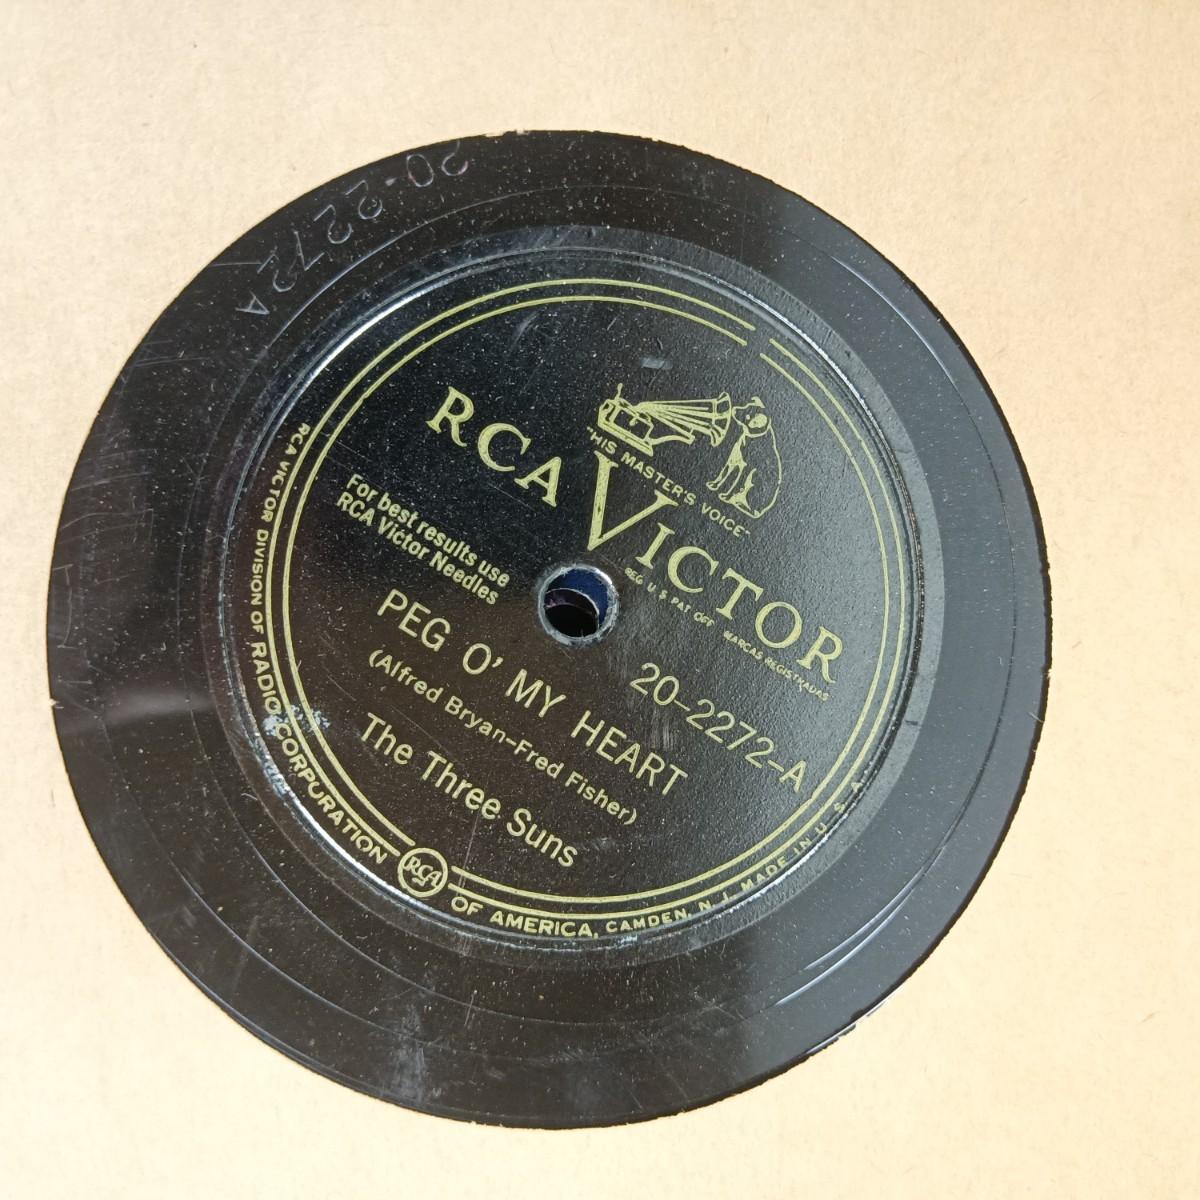 20-2272A
"HIS MASTER'S VOICE"
RCA VICTOR
REG. U. S. PAT. OFF. MARCAS REGISTRADAS
For best results use
RCA Victor Needles
20-2272-A
PEG O' MY HEART
(Alfred Bryan-Fred Fisher)
The Three Suns
RCA VICTOR DIVISION OF RADIO CORPORATION RCA OF AMERICA, CAMDEN, N. J. MADE IN U. S. A.